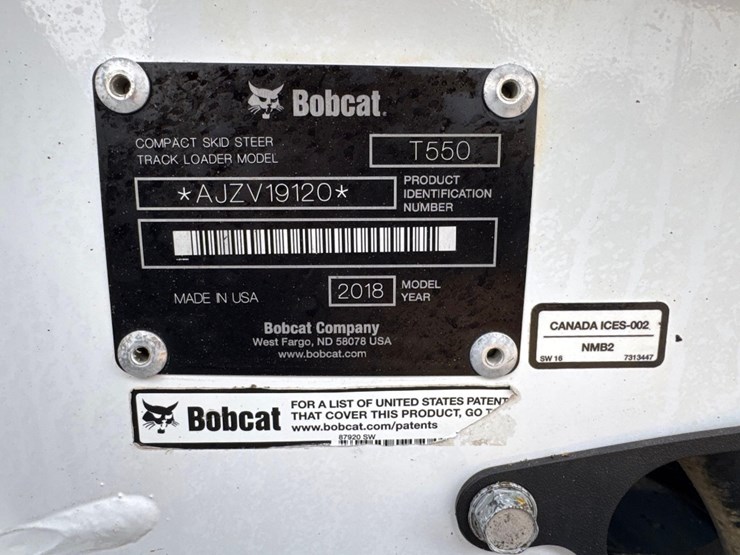 Bobcat.
COMPACT SKID STEER
TRACK LOADER MODEL
T550
*AJZV19120*
PRODUCT
IDENTIFICATION
NUMBER
MADE IN USA
2018
MODEL
YEAR
Bobcat Company
West Fargo, ND 58078 USA
www.bobcat.com
CANADA ICES-002
NMB2
SW 16 7313447
Bobcat
FOR A LIST OF UNITED STATES PATENT
THAT COVER THIS PRODUCT, GO T
www.bobcat.com/patents
87920 SW